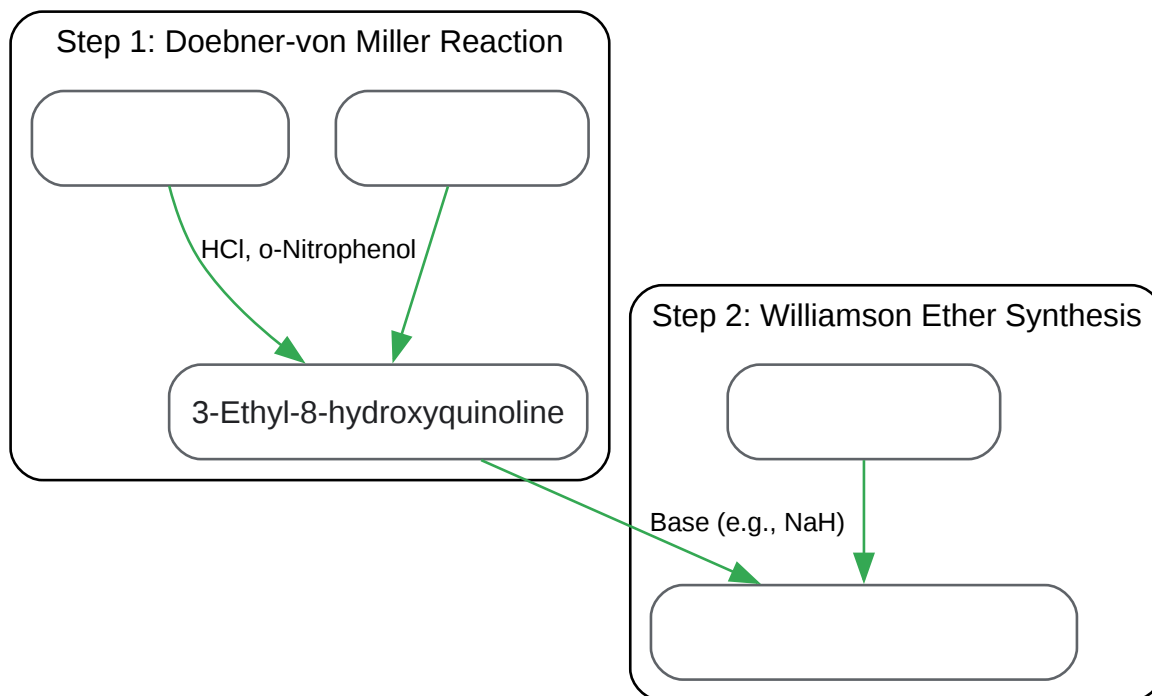 Step 1: Doebner-von Miller Reaction
HCl, o-Nitrophenol
3-Ethyl-8-hydroxyquinoline
Step 2: Williamson Ether Synthesis
Base (e.g., NaH)